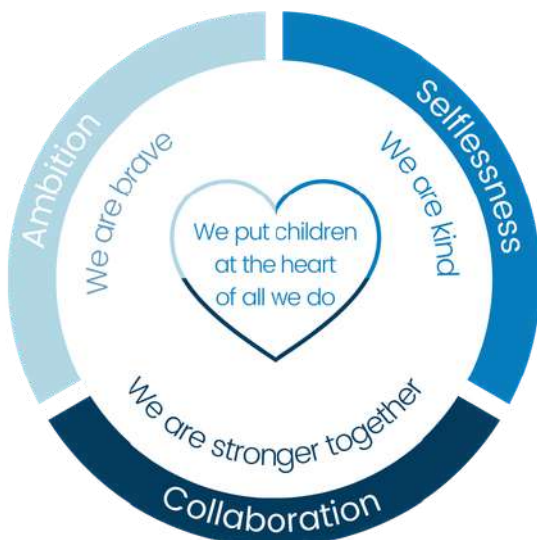 Ambition
We are brave
Selflessness
We are kind
We put children
at the heart
of all we do
We are stronger together
Collaboration